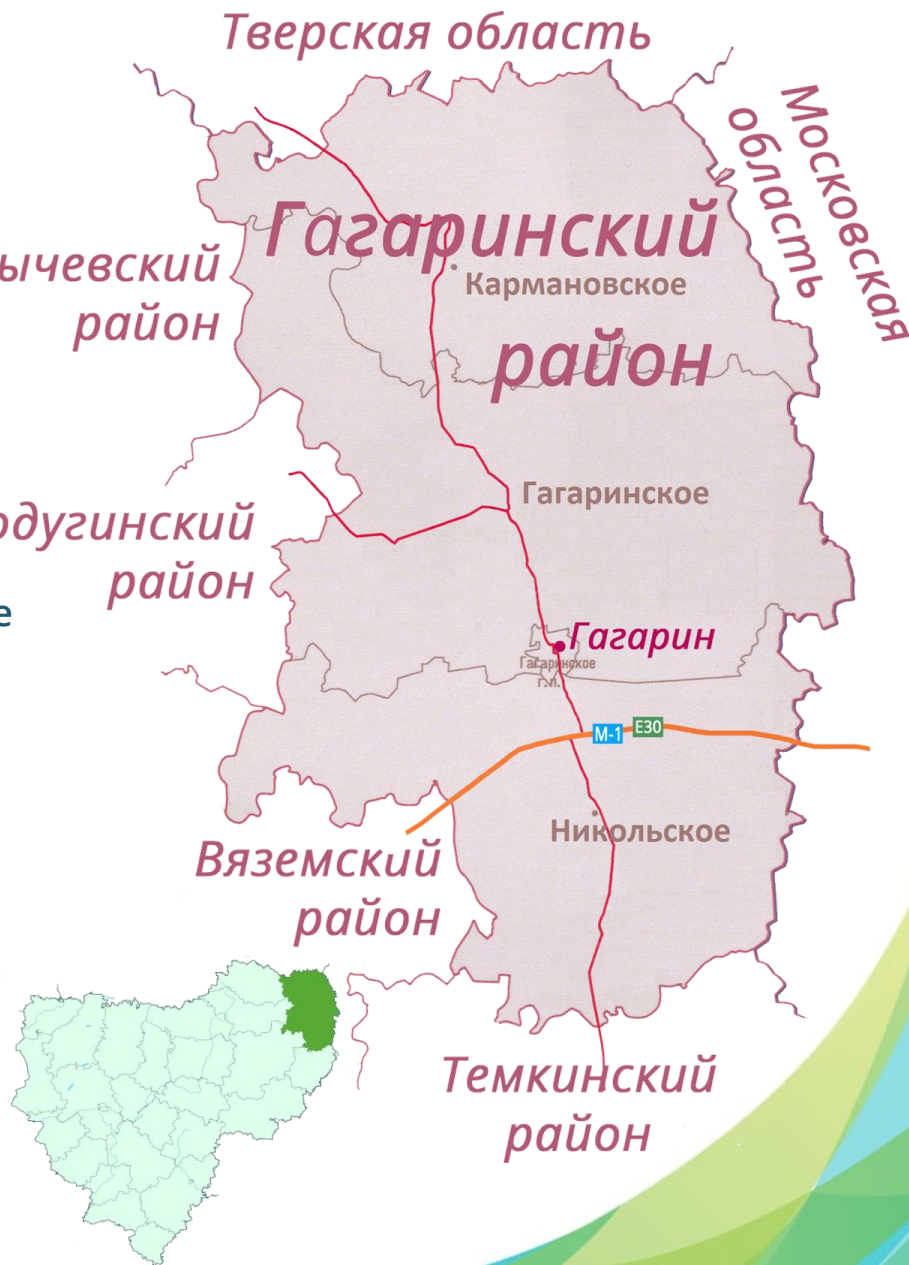 Тверская область
Московская
область
Гагаринский
ычевский
район
Кармановское
район
Гагаринское
одугинский
район
е
Гагарин
Гагаринское
г.п.
М-1
Е30
Никольское
Вяземский
район
Темкинский
район